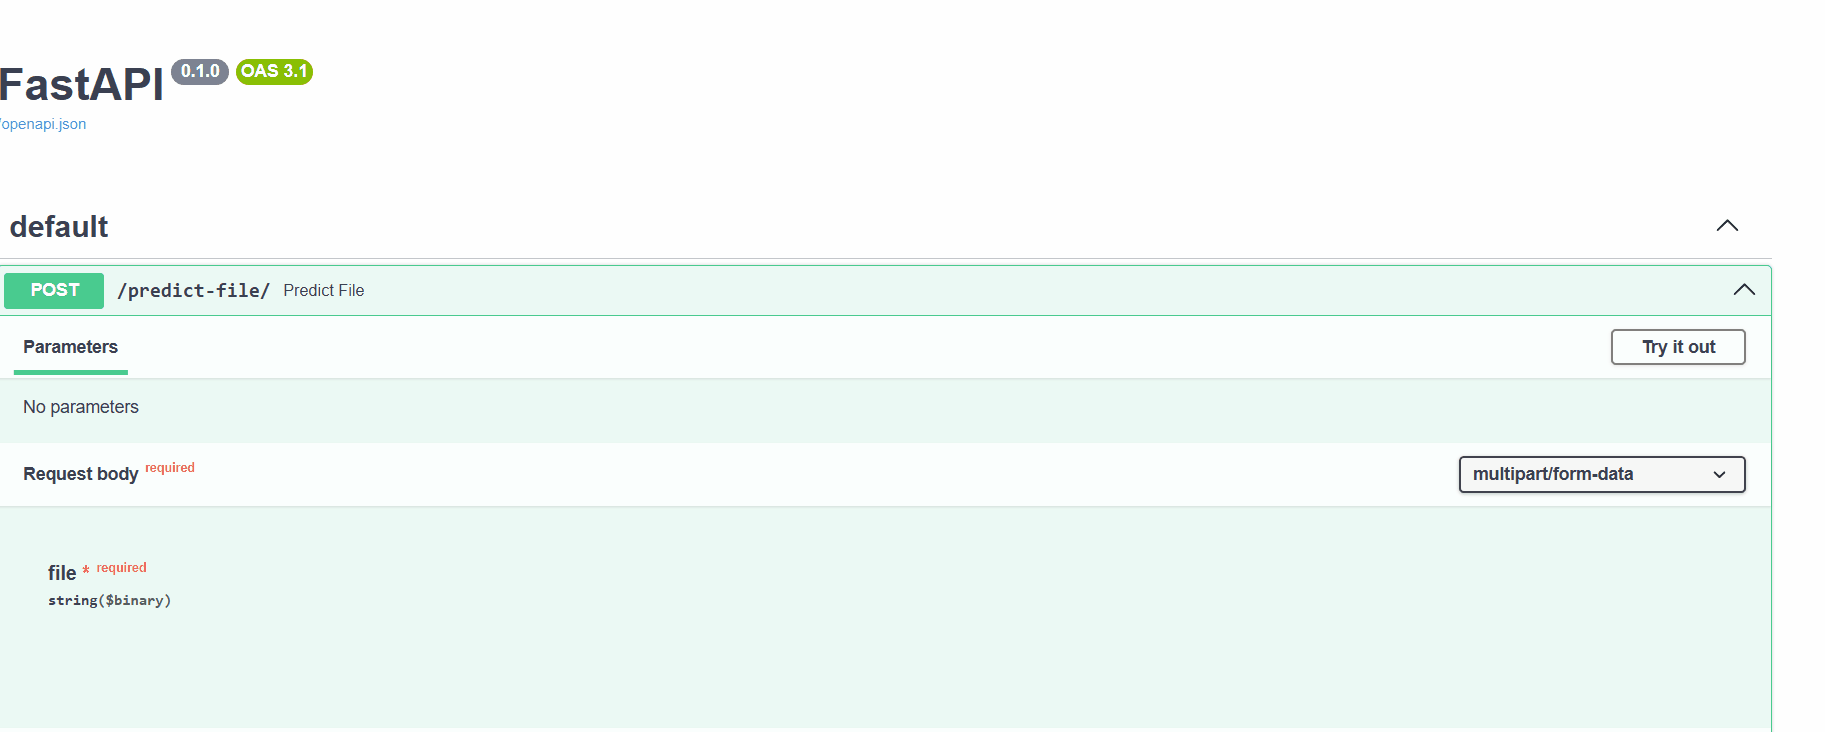 FastAPI 0.1.0 OAS 3.1
/openapi.json
default
POST /predict-file/ Predict File
Parameters Try it out
No parameters
Request body required multipart/form-data
file * required
string($binary)